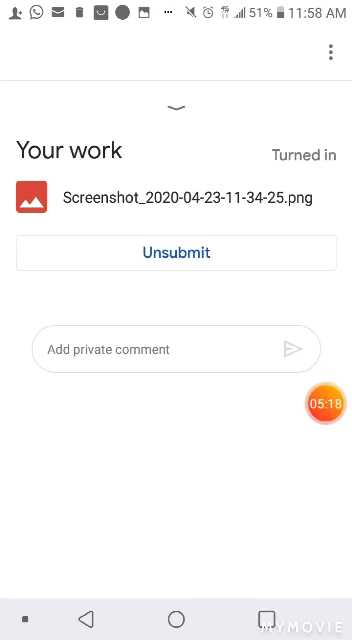 51% 11:58 AM
Your work
Turned in
Screenshot_2020-04-23-11-34-25.png
Unsubmit
Add private comment
05:18
MYMOVIE